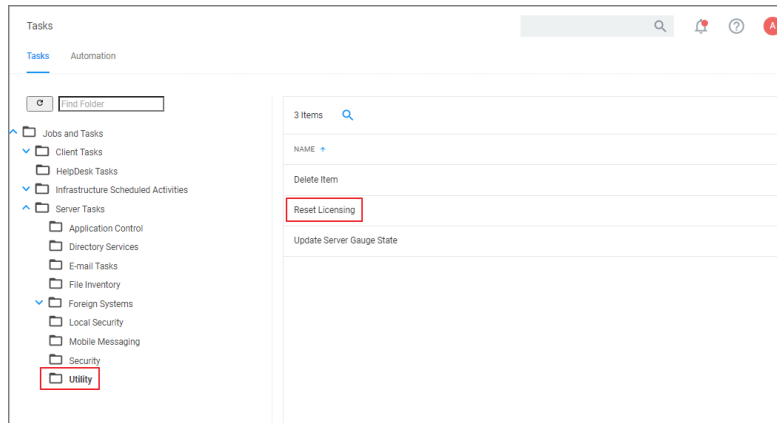 Tasks
A
Tasks Automation
Find Folder
Jobs and Tasks
Client Tasks
HelpDesk Tasks
Infrastructure Scheduled Activities
Server Tasks
Application Control
Directory Services
E-mail Tasks
File Inventory
Foreign Systems
Local Security
Mobile Messaging
Security
Utility
3 Items
NAME
Delete Item
Reset Licensing
Update Server Gauge State